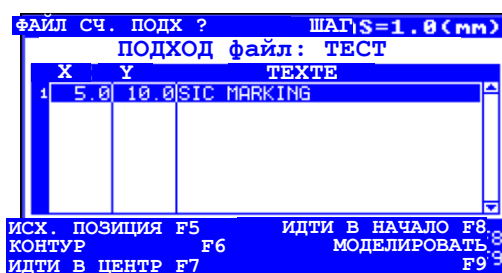 ФАЙЛ СЧ. ПОДХ ? ШАГ S=1.0(mm)
ПОДХОД файл: ТЕСТ
X Y TEXTE
1 5.0 10.0 SIC MARKING
ИСХ. ПОЗИЦИЯ F5 ИДТИ В НАЧАЛО F8
КОНТУР F6 МОДЕЛИРОВАТЬ
ИДТИ В ЦЕНТР F7 F9